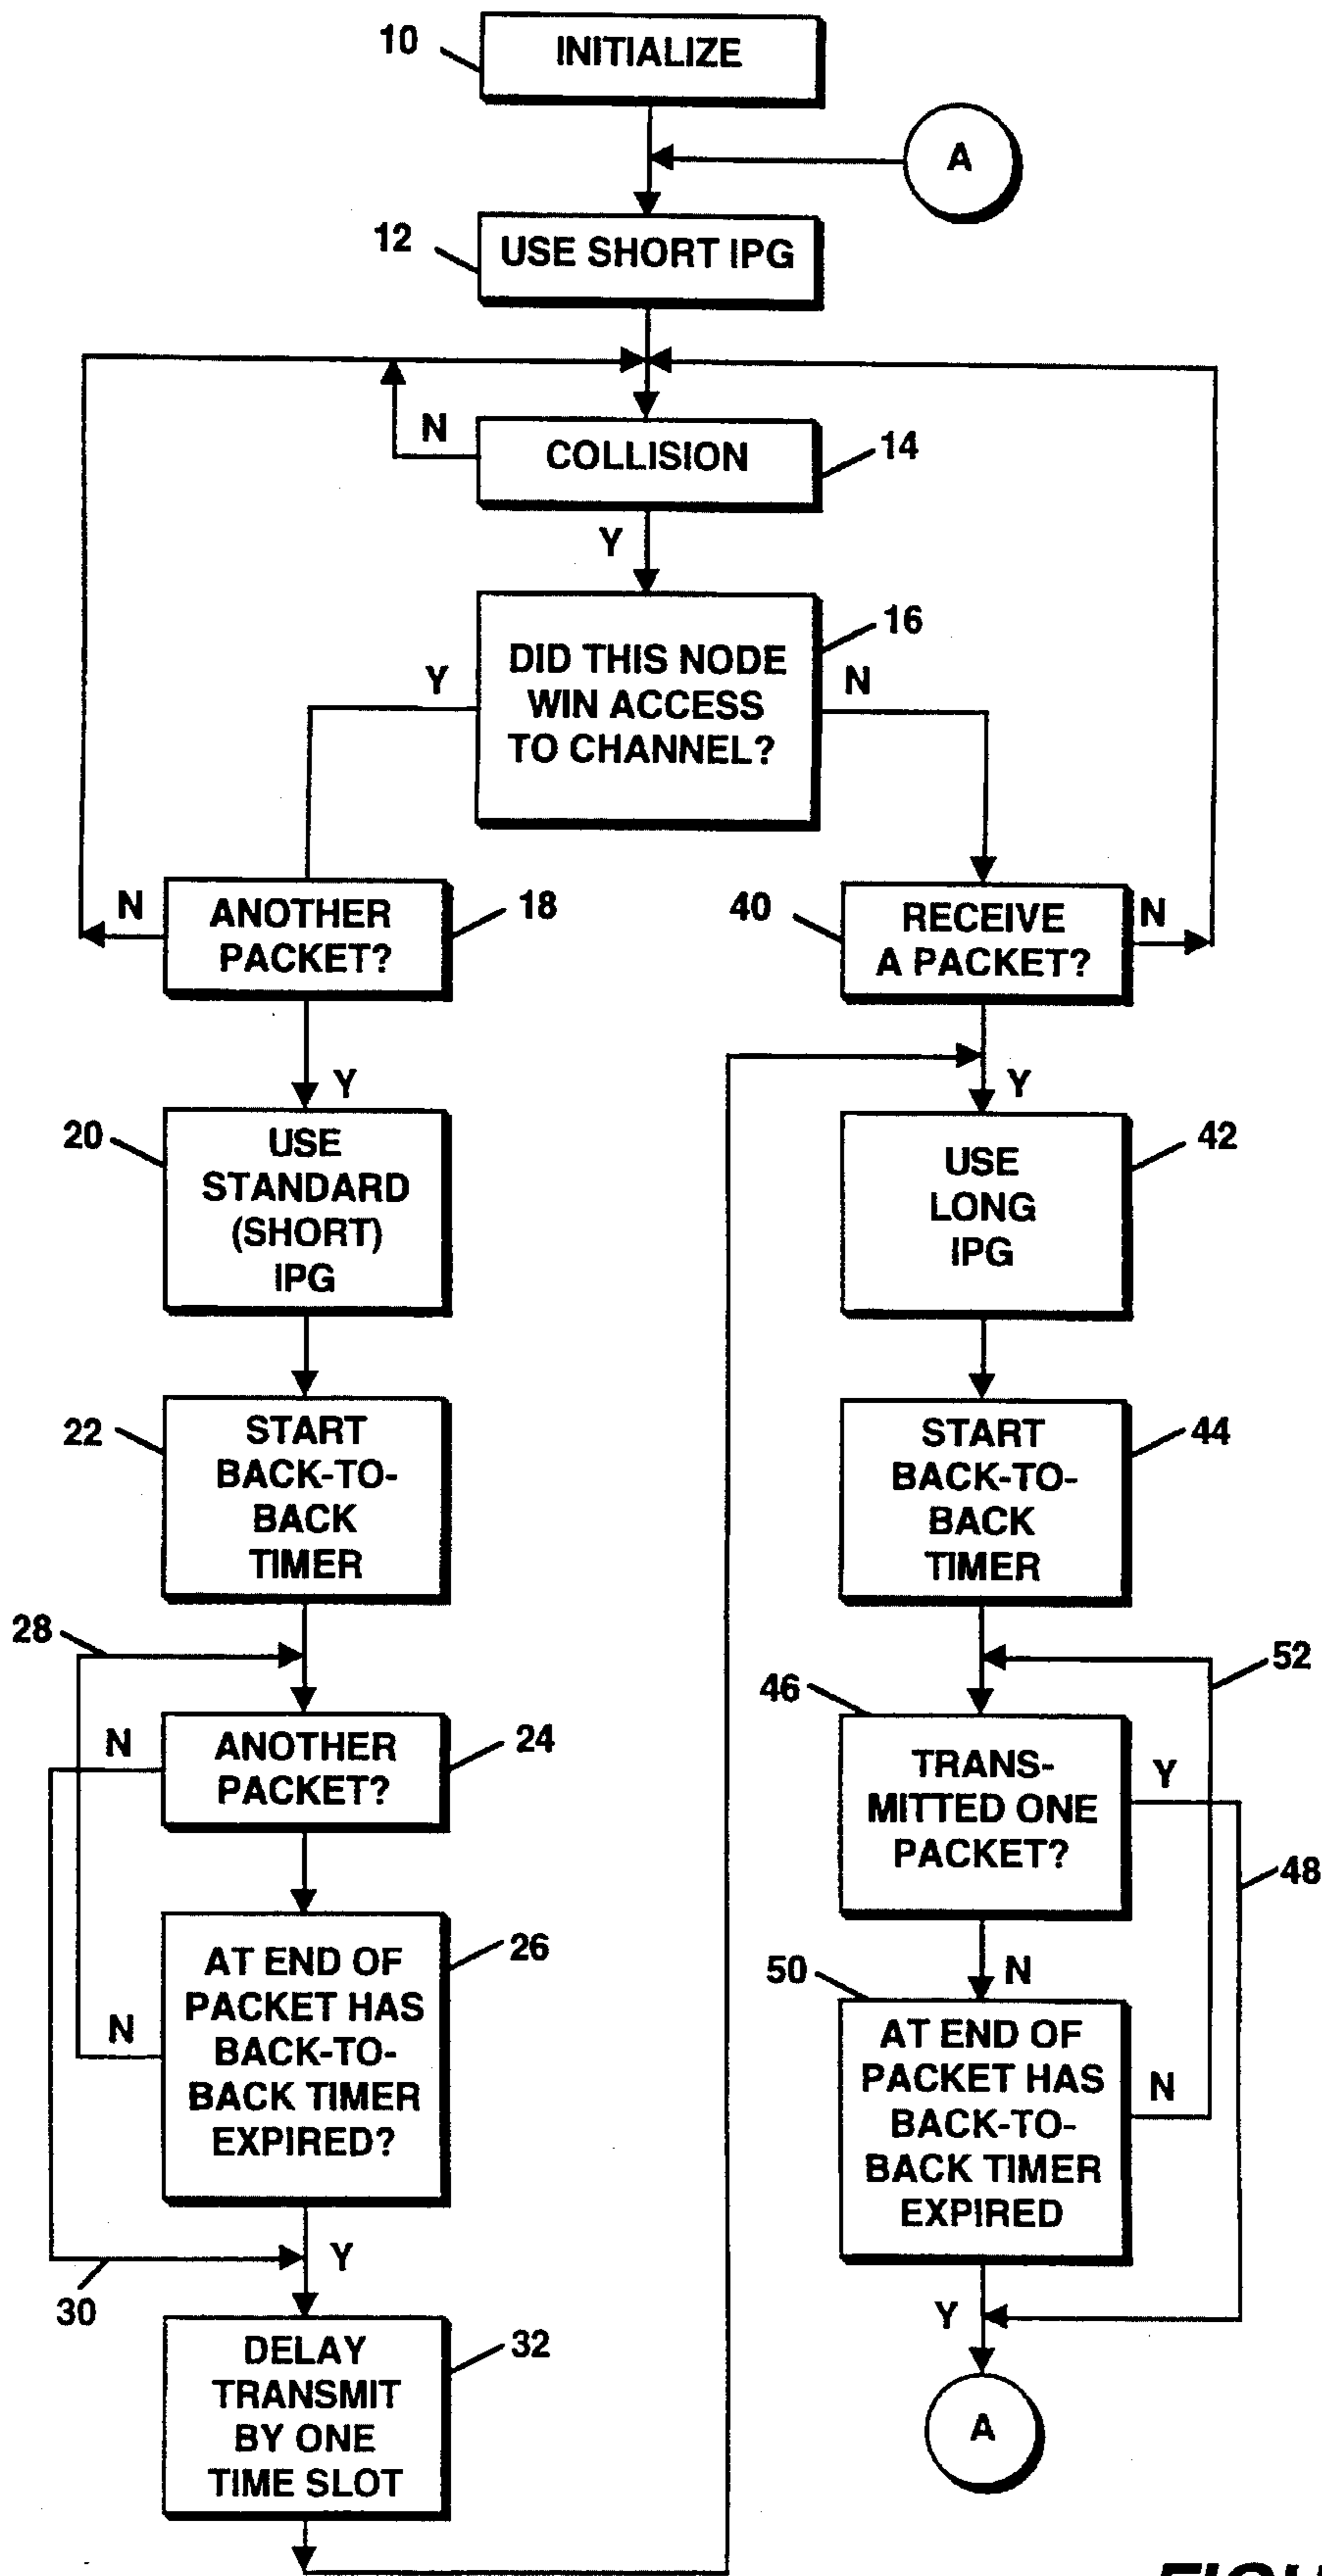 10
INITIALIZE
A
12
USE SHORT IPG
N
COLLISION
14
Y
16
DID THIS NODE
WIN ACCESS
TO CHANNEL?
Y
N
N
ANOTHER
PACKET?
18
40
RECEIVE
A PACKET?
N
Y
Y
20
USE
STANDARD
(SHORT)
IPG
USE
LONG
IPG
42
22
START
BACK-TO-
BACK
TIMER
START
BACK-TO-
BACK
TIMER
44
28
52
46
N
ANOTHER
PACKET?
24
TRANS-
MITTED ONE
PACKET?
Y
48
26
AT END OF
PACKET HAS
BACK-TO-
BACK TIMER
EXPIRED?
N
50
N
AT END OF
PACKET HAS
BACK-TO-
BACK TIMER
EXPIRED
N
Y
30
Y
32
DELAY
TRANSMIT
BY ONE
TIME SLOT
A